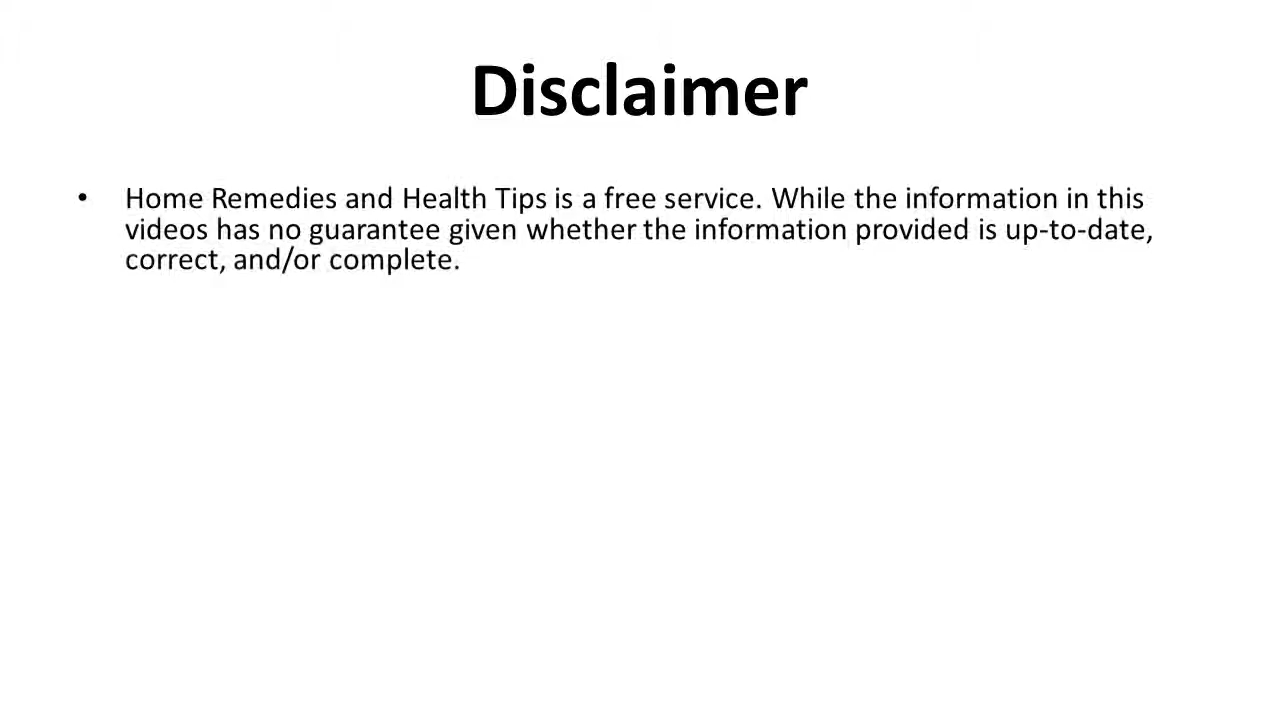 Disclaimer
• Home Remedies and Health Tips is a free service. While the information in this
videos has no guarantee given whether the information provided is up-to-date,
correct, and/or complete.